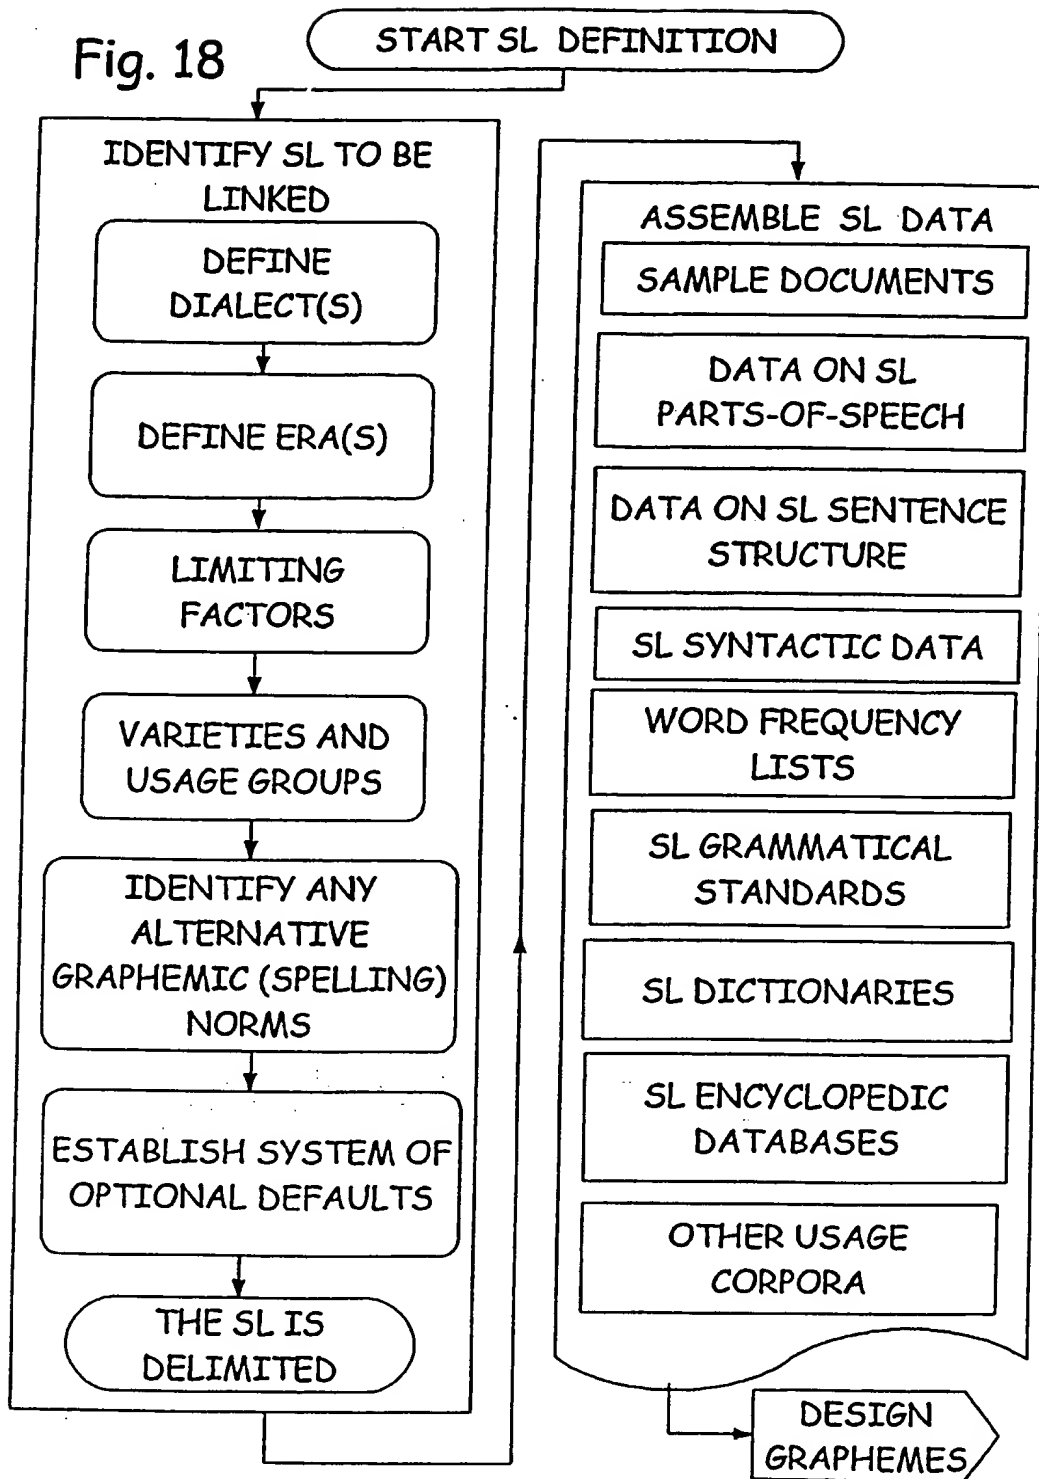 Fig. 18
START SL DEFINITION
IDENTIFY SL TO BE
LINKED
DEFINE
DIALECT(S)
DEFINE ERA(S)
LIMITING
FACTORS
VARIETIES AND
USAGE GROUPS
IDENTIFY ANY
ALTERNATIVE
GRAPHEMIC (SPELLING)
NORMS
ESTABLISH SYSTEM OF
OPTIONAL DEFAULTS
THE SL IS
DELIMITED
ASSEMBLE SL DATA
SAMPLE DOCUMENTS
DATA ON SL
PARTS-OF-SPEECH
DATA ON SL SENTENCE
STRUCTURE
SL SYNTACTIC DATA
WORD FREQUENCY
LISTS
SL GRAMMATICAL
STANDARDS
SL DICTIONARIES
SL ENCYCLOPEDIC
DATABASES
OTHER USAGE
CORPORA
DESIGN
GRAPHEMES